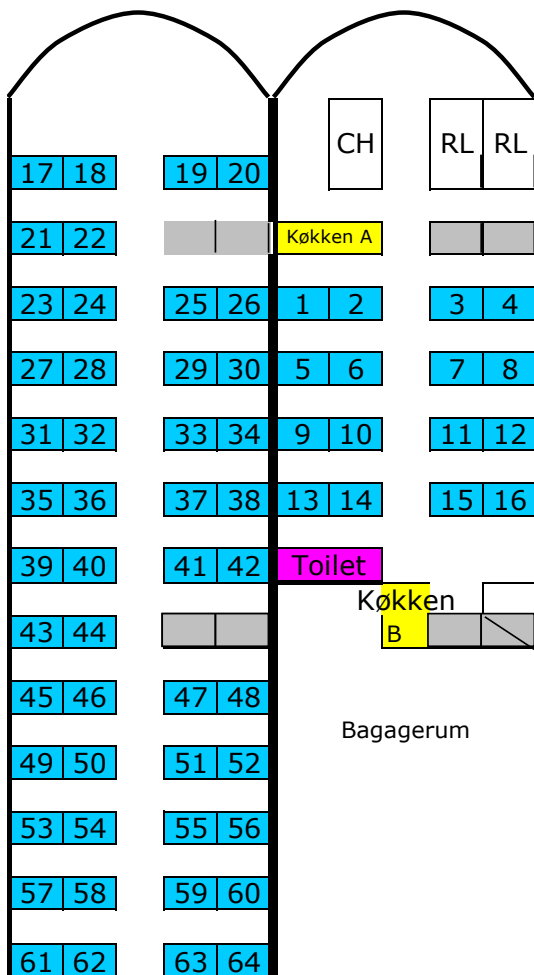 CH RL RL
17 18 19 20
21 22 Køkken A
23 24 25 26 1 2 3 4
27 28 29 30 5 6 7 8
31 32 33 34 9 10 11 12
35 36 37 38 13 14 15 16
39 40 41 42 Toilet
Køkken
43 44 B
45 46 47 48
Bagagerum
49 50 51 52
53 54 55 56
57 58 59 60
61 62 63 64